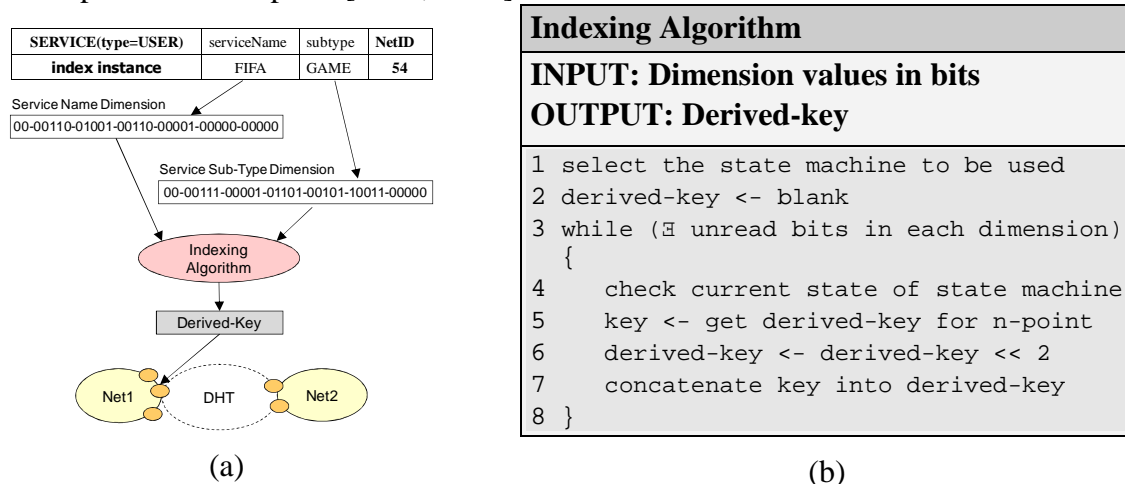 SERVICE(type=USER) serviceName subtype NetID
index instance FIFA GAME 54
Service Name Dimension
00-00110-01001-00110-00001-00000-00000
Service Sub-Type Dimension
00-00111-00001-01101-00101-10011-00000
Indexing
Algorithm
Derived-Key
Net1 DHT Net2
(a)
Indexing Algorithm
INPUT: Dimension values in bits
OUTPUT: Derived-key
1 select the state machine to be used
2 derived-key <- blank
3 while (∃ unread bits in each dimension)
{
4 check current state of state machine
5 key <- get derived-key for n-point
6 derived-key <- derived-key << 2
7 concatenate key into derived-key
8 }
(b)